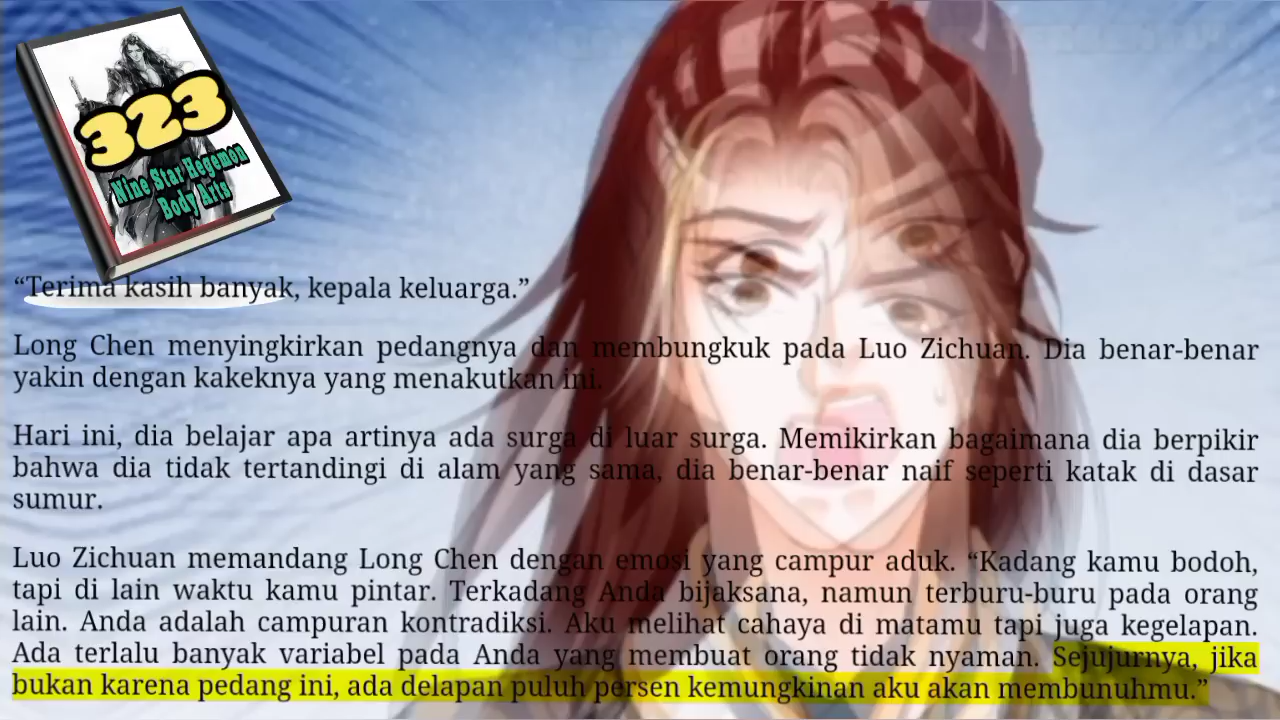 323
Nine Star Hegemon
Body Arts
“Terima kasih banyak, kepala keluarga.”
Long Chen menyingkirkan pedangnya dan membungkuk pada Luo Zichuan. Dia benar-benar
yakin dengan kakeknya yang menakutkan ini.
Hari ini, dia belajar apa artinya ada surga di luar surga. Memikirkan bagaimana dia berpikir
bahwa dia tidak tertandingi di alam yang sama, dia benar-benar naif seperti katak di dasar
sumur.
Luo Zichuan memandang Long Chen dengan emosi yang campur aduk. “Kadang kamu bodoh,
tapi di lain waktu kamu pintar. Terkadang Anda bijaksana, namun terburu-buru pada orang
lain. Anda adalah campuran kontradiksi. Aku melihat cahaya di matamu tapi juga kegelapan.
Ada terlalu banyak variabel pada Anda yang membuat orang tidak nyaman. Sejujurnya, jika
bukan karena pedang ini, ada delapan puluh persen kemungkinan aku akan membunuhmu.”